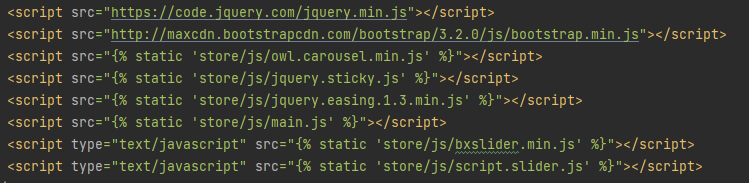 <script src="https://code.jquery.com/jquery.min.js"></script>
<script src="http://maxcdn.bootstrapcdn.com/bootstrap/3.2.0/js/bootstrap.min.js"></script>
<script src="{% static 'store/js/owl.carousel.min.js' %}"></script>
<script src="{% static 'store/js/jquery.sticky.js' %}"></script>
<script src="{% static 'store/js/jquery.easing.1.3.min.js' %}"></script>
<script src="{% static 'store/js/main.js' %}"></script>
<script type="text/javascript" src="{% static 'store/js/bxslider.min.js' %}"></script>
<script type="text/javascript" src="{% static 'store/js/script.slider.js' %}"></script>